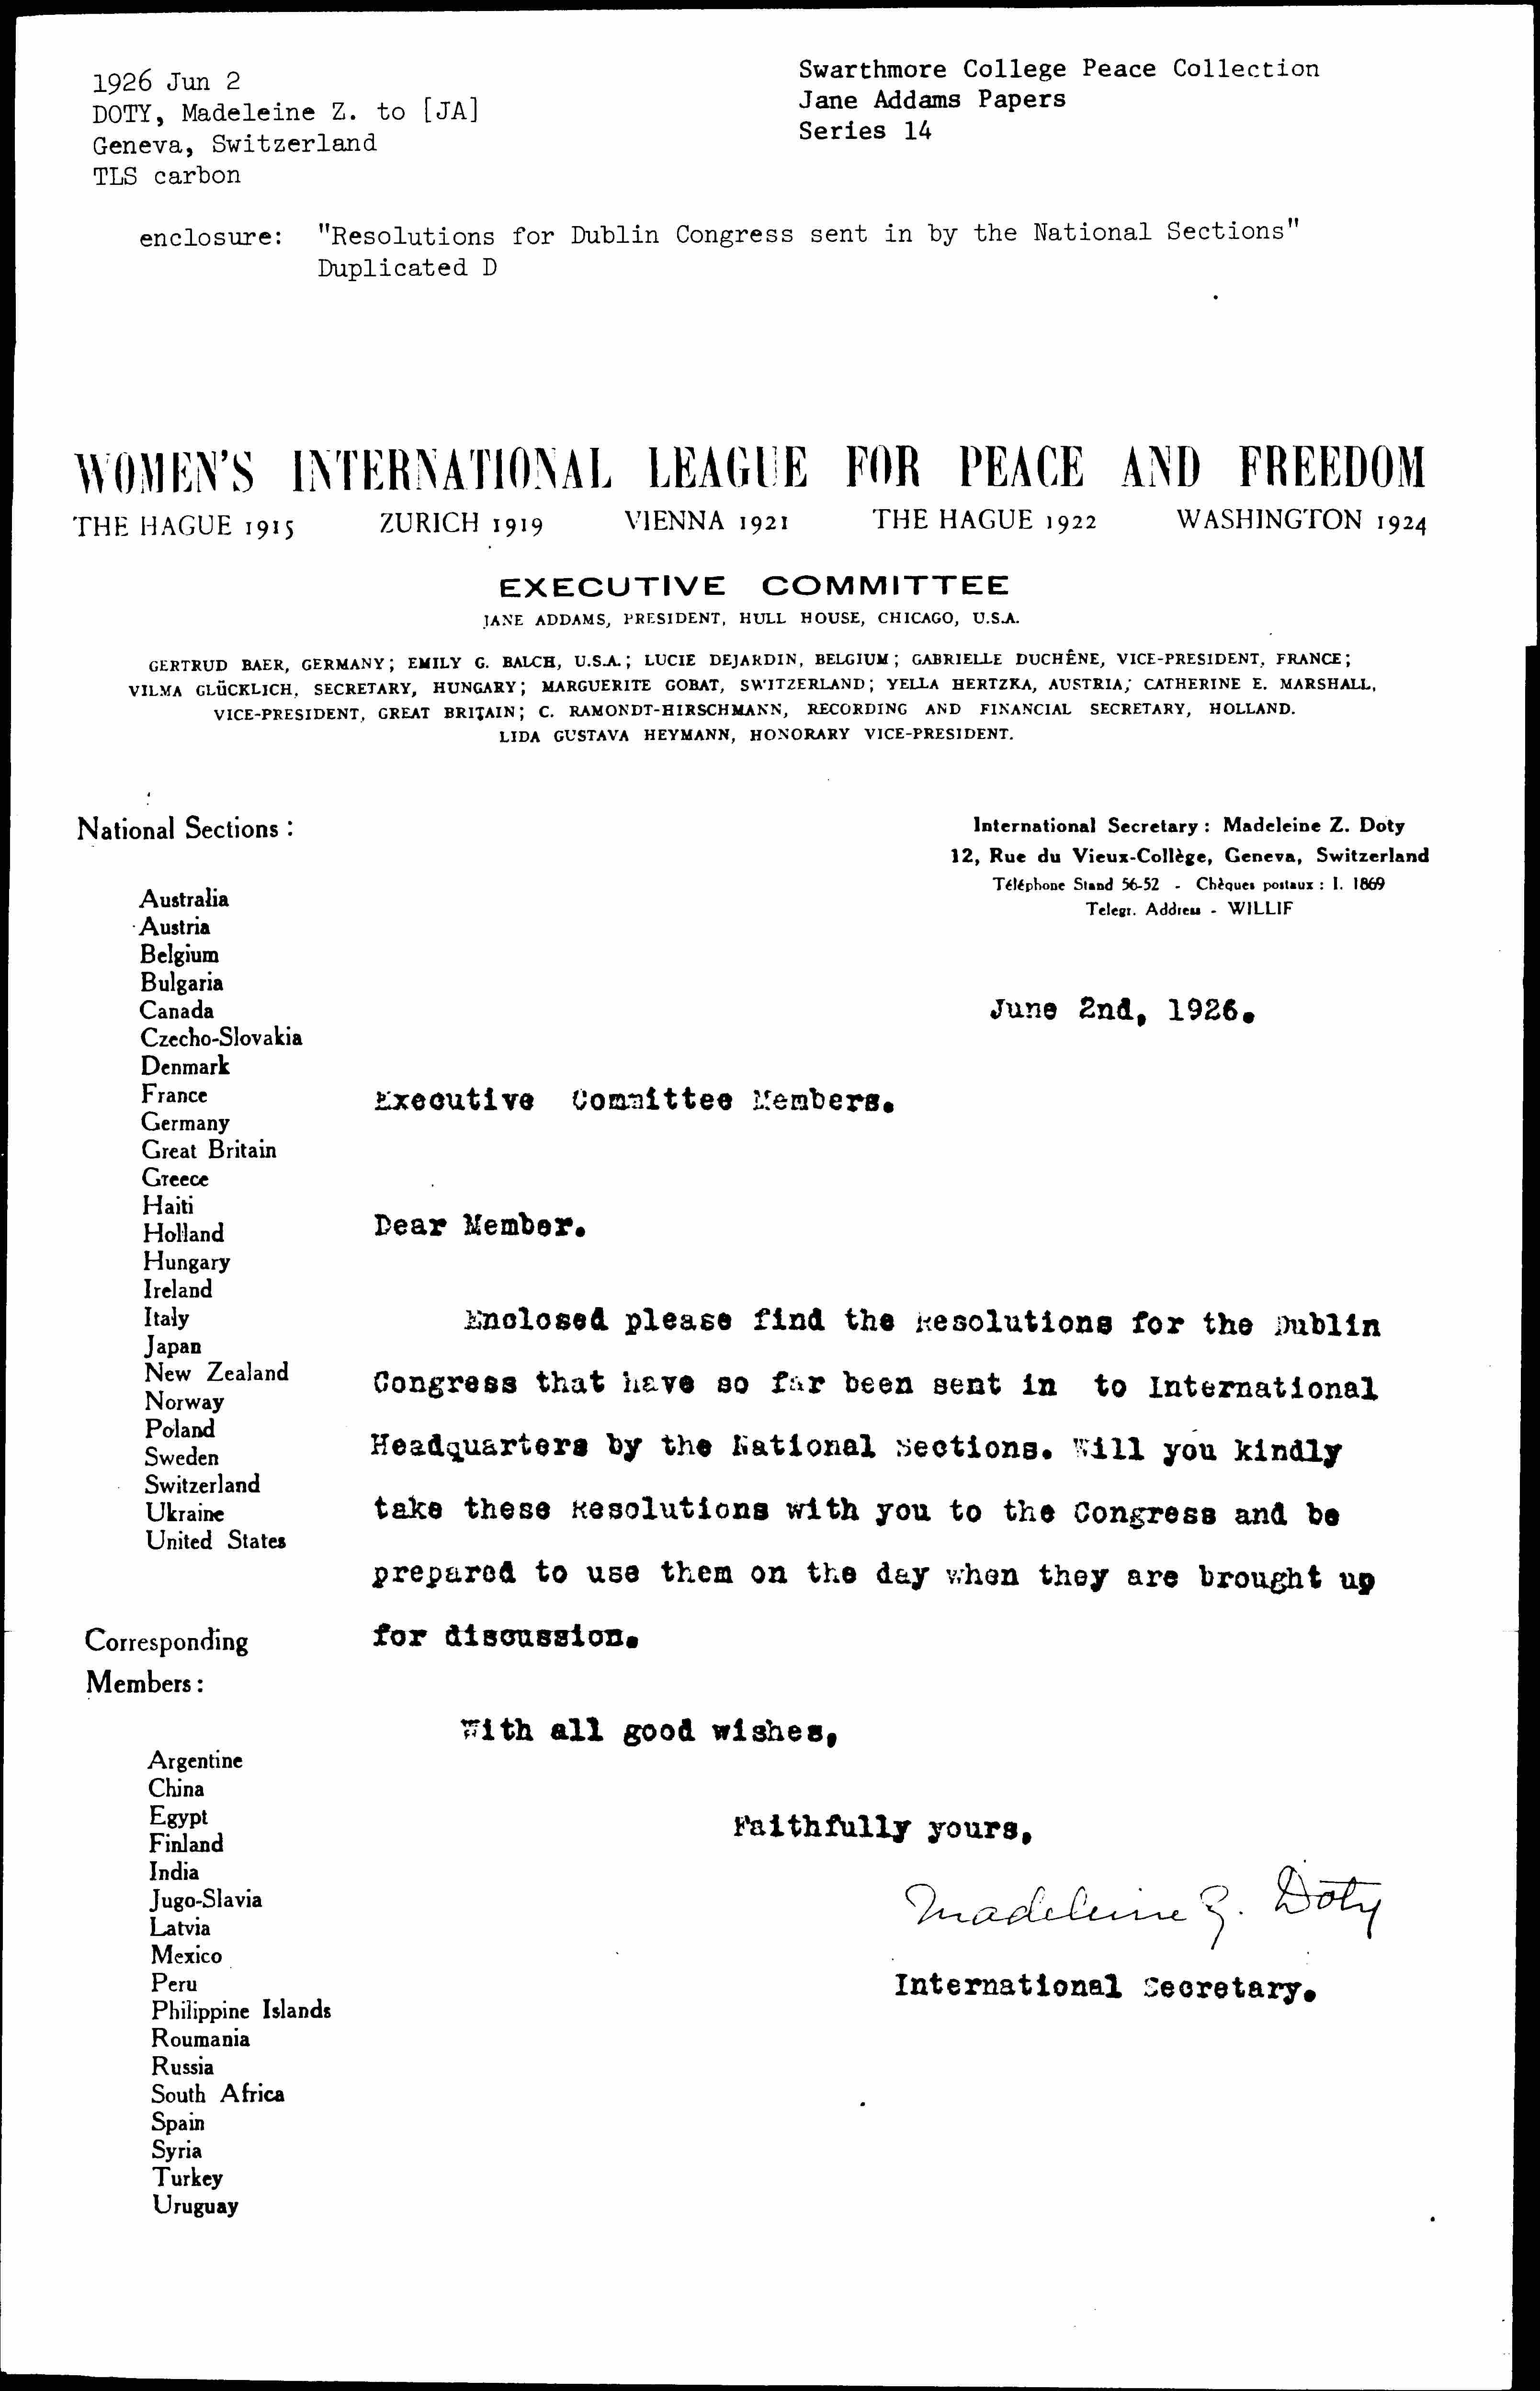 1926 Jun 2
DOTY, Madeleine Z. to [JA]
Geneva, Switzerland
TLS carbon
Swarthmore College Peace Collection
Jane Addams Papers
Series 14
enclosure: "Resolutions for Dublin Congress sent in by the National Sections"
Duplicated D
WOMEN'S INTERNATIONAL LEAGUE FOR PEACE AND FREEDOM
THE HAGUE 1915 ZURICH 1919 VIENNA 1921 THE HAGUE 1922 WASHINGTON 1924
EXECUTIVE COMMITTEE
JANE ADDAMS, PRESIDENT, HULL HOUSE, CHICAGO, U.S.A.
GERTRUD BAER, GERMANY; EMILY G. BALCH, U.S.A.; LUCIE DEJARDIN, BELGIUM; GABRIELLE DUCHÊNE, VICE-PRESIDENT, FRANCE;
VILMA GLÜCKLICH, SECRETARY, HUNGARY; MARGUERITE GOBAT, SWITZERLAND; YELLA HERTZKA, AUSTRIA; CATHERINE E. MARSHALL,
VICE-PRESIDENT, GREAT BRITAIN; C. RAMONDT-HIRSCHMANN, RECORDING AND FINANCIAL SECRETARY, HOLLAND.
LIDA GUSTAVA HEYMANN, HONORARY VICE-PRESIDENT.
International Secretary: Madeleine Z. Doty
12, Rue du Vieux-Collège, Geneva, Switzerland
Téléphone Stand 56-52 - Chèques postaux: I. 1869
Telegr. Address - WILLIF
National Sections:
Australia
Austria
Belgium
Bulgaria
Canada
Czecho-Slovakia
Denmark
France
Germany
Great Britain
Greece
Haiti
Holland
Hungary
Ireland
Italy
Japan
New Zealand
Norway
Poland
Sweden
Switzerland
Ukraine
United States
Corresponding
Members:
Argentine
China
Egypt
Finland
India
Jugo-Slavia
Latvia
Mexico
Peru
Philippine Islands
Roumania
Russia
South Africa
Spain
Syria
Turkey
Uruguay
June 2nd, 1926.
Executive Committee Members.
Dear Member.
Enclosed please find the Resolutions for the Dublin
Congress that have so far been sent in to International
Headquarters by the National Sections. Will you kindly
take these Resolutions with you to the Congress and be
prepared to use them on the day when they are brought up
for discussion.
With all good wishes,
Faithfully yours,
Madeleine Z. Doty
International Secretary.